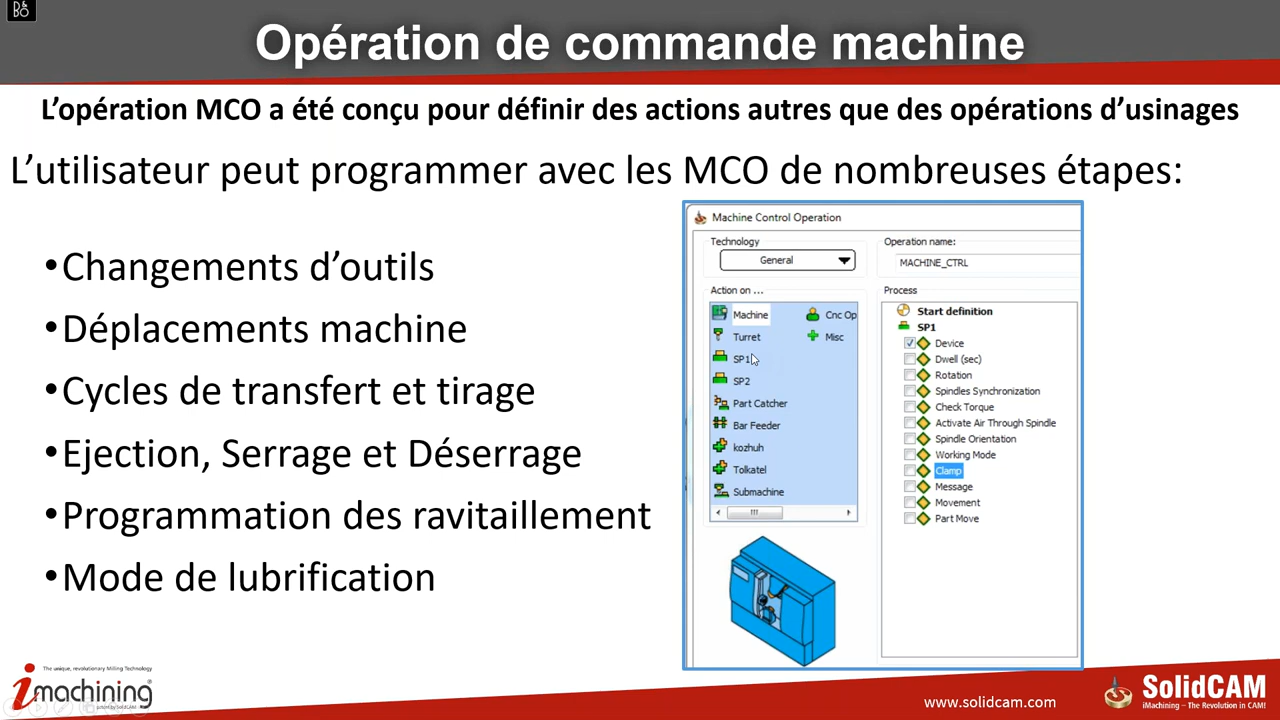 B&O
Opération de commande machine
L’opération MCO a été conçu pour définir des actions autres que des opérations d’usinages
L’utilisateur peut programmer avec les MCO de nombreuses étapes:
•Changements d’outils
•Déplacements machine
•Cycles de transfert et tirage
•Ejection, Serrage et Déserrage
•Programmation des ravitaillement
•Mode de lubrification
Machine Control Operation
Technology
General
Operation name:
MACHINE_CTRL
Action on ...
Machine
Turret
SP1
SP2
Part Catcher
Bar Feeder
kozhuh
Tolkatel
Submachine
Cnc Op
Misc
Process
Start definition
SP1
Device
Dwell (sec)
Rotation
Spindles Synchronization
Check Torque
Activate Air Through Spindle
Spindle Orientation
Working Mode
Clamp
Message
Movement
Part Move
The unique, revolutionary Milling Technology
imachining®
www.solidcam.com
SolidCAM
iMachining – The Revolution in CAM!